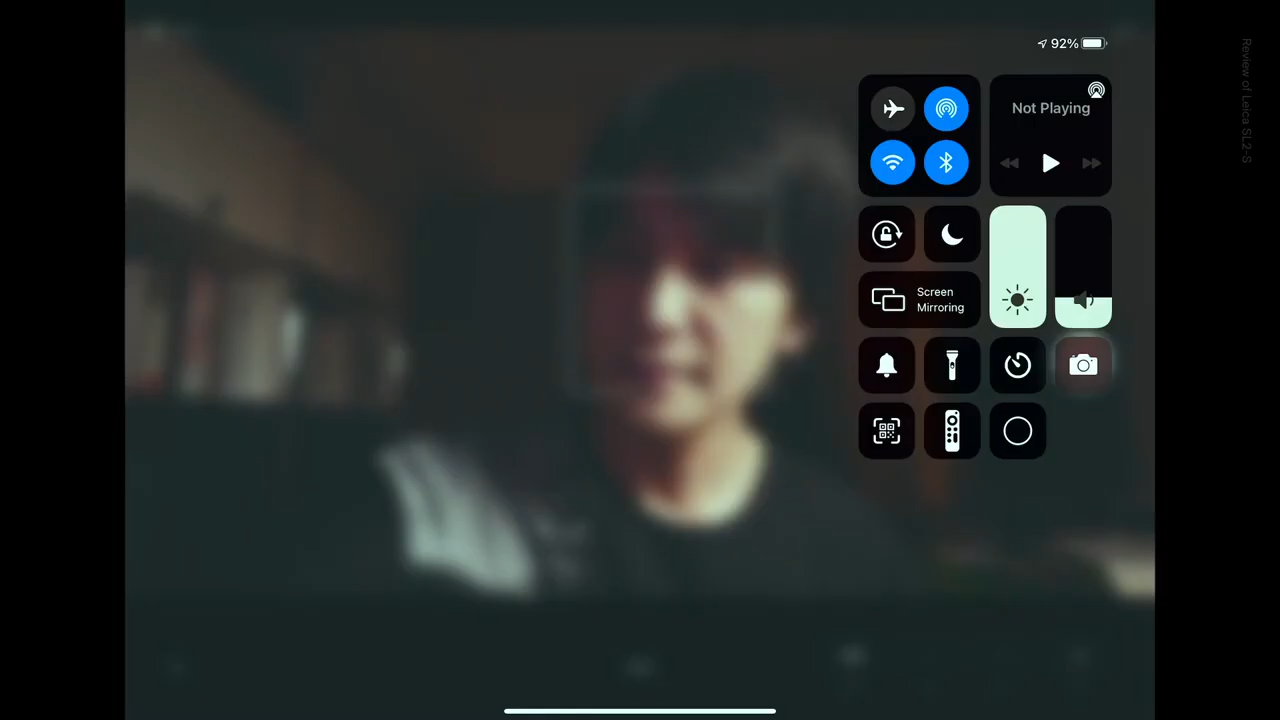 92%
Not Playing
Screen
Mirroring
Review of Leica SL2-S